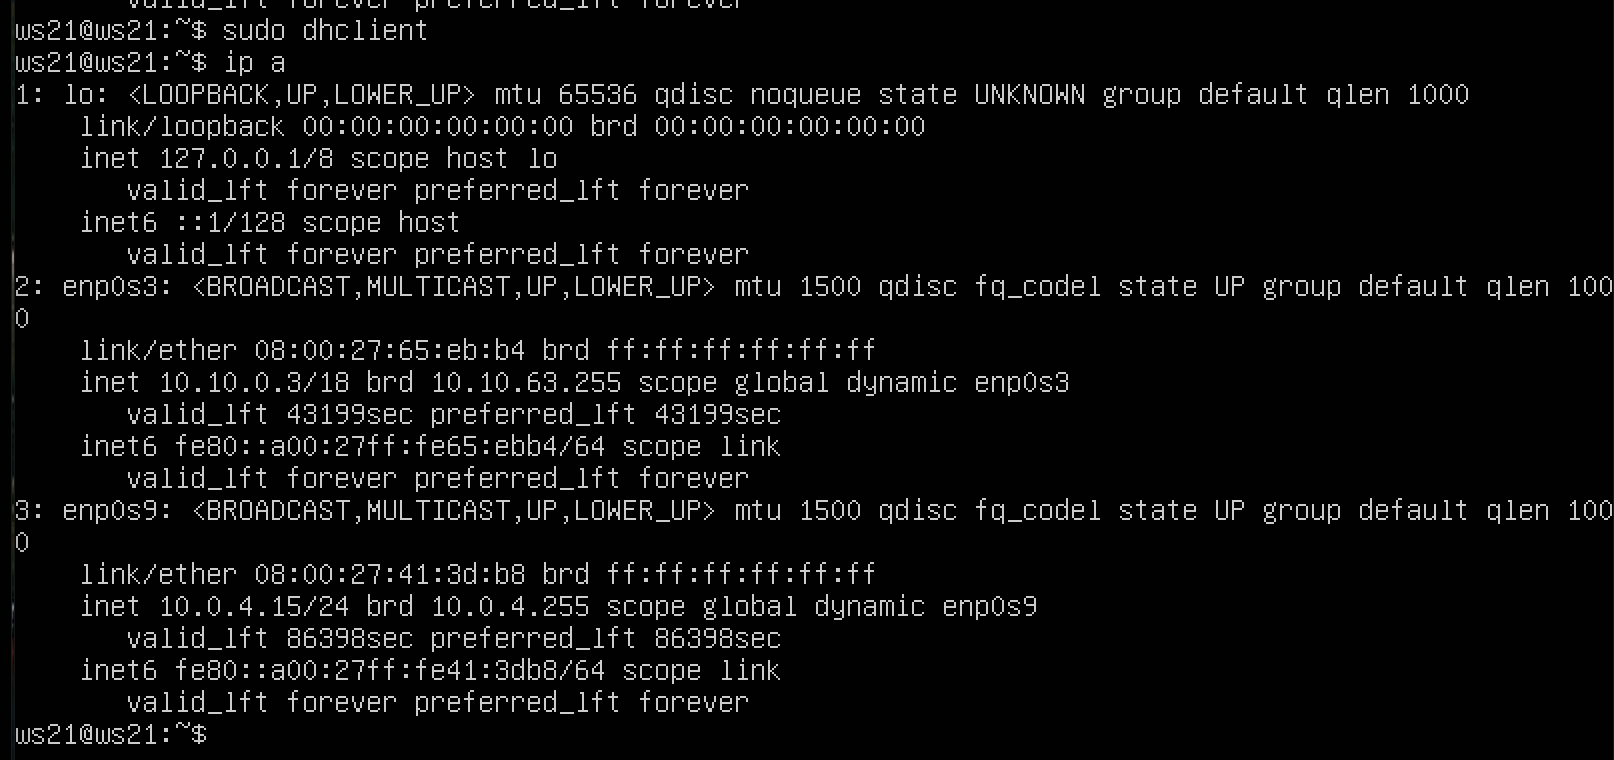 valid_lft forever preferred_lft forever
ws21@ws21:~$ sudo dhclient
ws21@ws21:~$ ip a
1: lo: <LOOPBACK,UP,LOWER_UP> mtu 65536 qdisc noqueue state UNKNOWN group default qlen 1000
    link/loopback 00:00:00:00:00:00 brd 00:00:00:00:00:00
    inet 127.0.0.1/8 scope host lo
       valid_lft forever preferred_lft forever
    inet6 ::1/128 scope host
       valid_lft forever preferred_lft forever
2: enp0s3: <BROADCAST,MULTICAST,UP,LOWER_UP> mtu 1500 qdisc fq_codel state UP group default qlen 100
0
    link/ether 08:00:27:65:eb:b4 brd ff:ff:ff:ff:ff:ff
    inet 10.10.0.3/18 brd 10.10.63.255 scope global dynamic enp0s3
       valid_lft 43199sec preferred_lft 43199sec
    inet6 fe80::a00:27ff:fe65:ebb4/64 scope link
       valid_lft forever preferred_lft forever
3: enp0s9: <BROADCAST,MULTICAST,UP,LOWER_UP> mtu 1500 qdisc fq_codel state UP group default qlen 100
0
    link/ether 08:00:27:41:3d:b8 brd ff:ff:ff:ff:ff:ff
    inet 10.0.4.15/24 brd 10.0.4.255 scope global dynamic enp0s9
       valid_lft 86398sec preferred_lft 86398sec
    inet6 fe80::a00:27ff:fe41:3db8/64 scope link
       valid_lft forever preferred_lft forever
ws21@ws21:~$